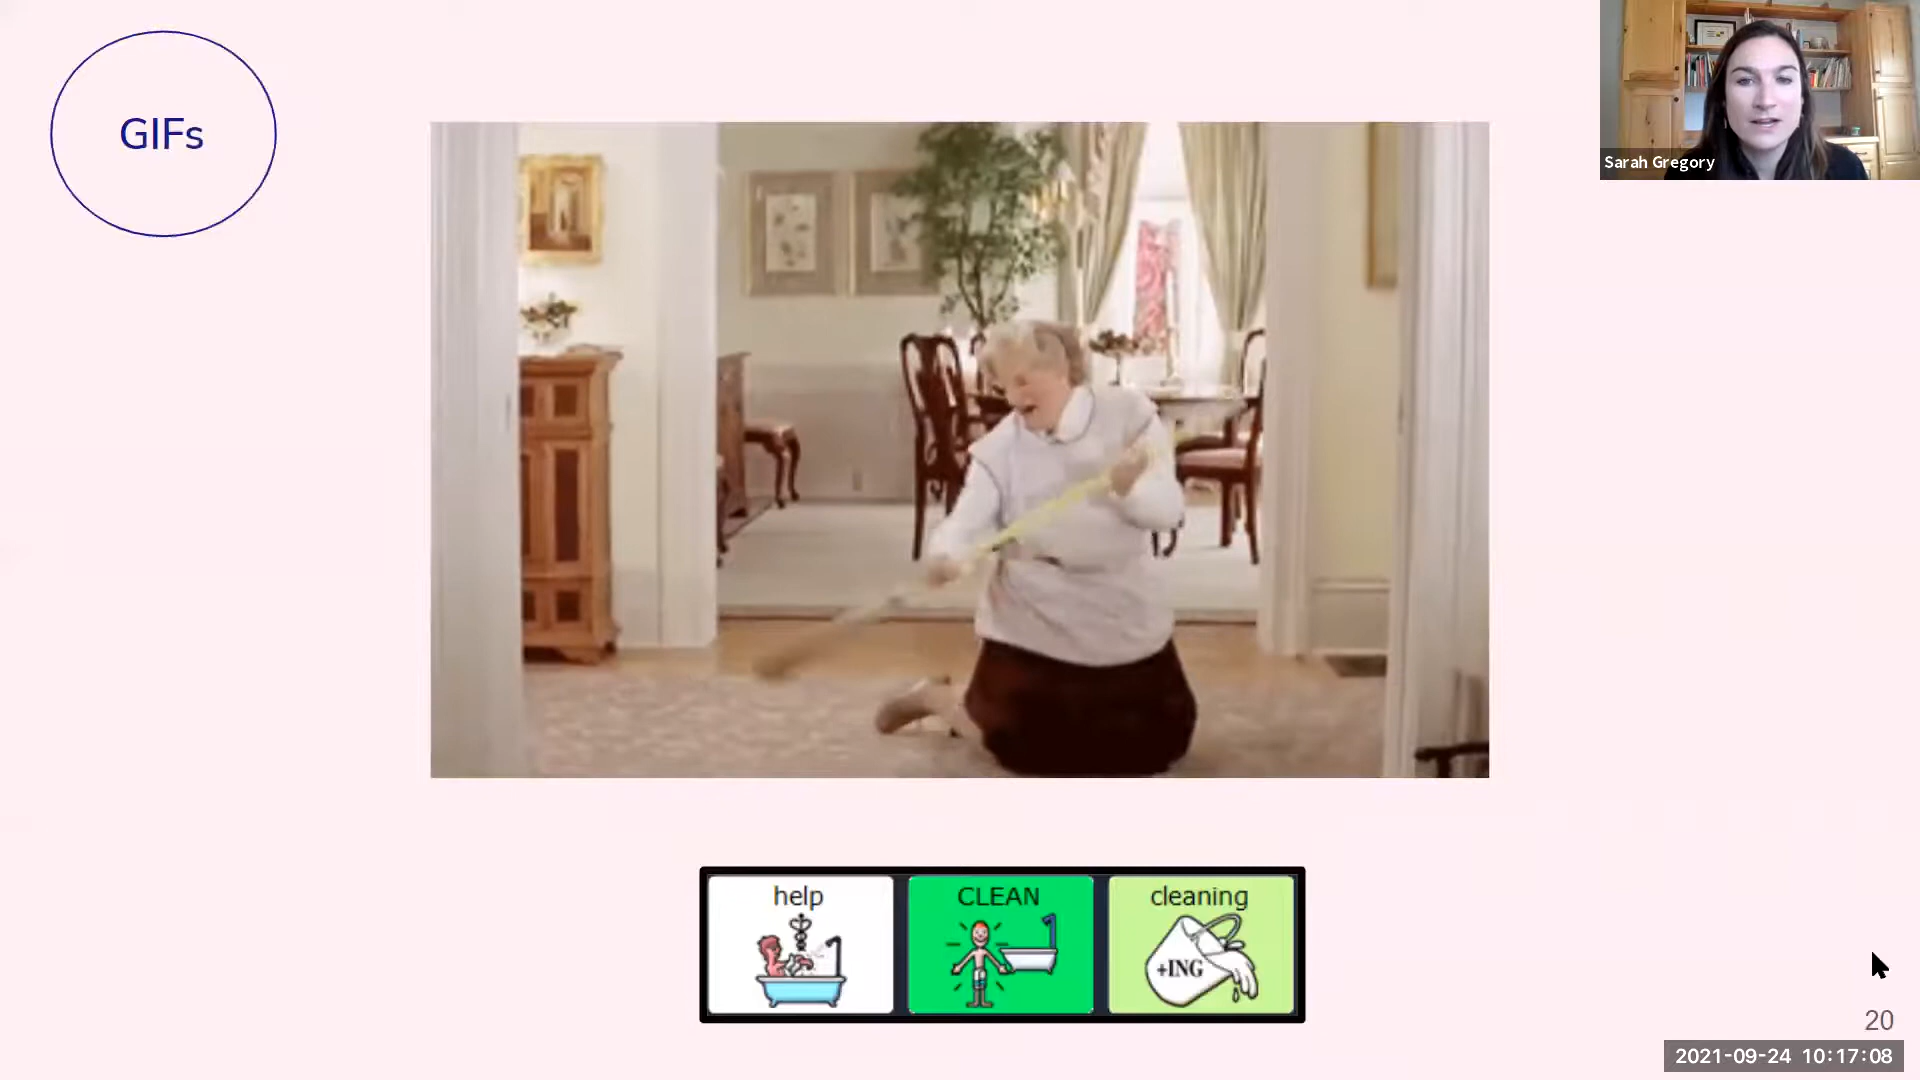 GIFs
Sarah Gregory
help
CLEAN
cleaning
+ING
20
2021-09-24 10:17:08